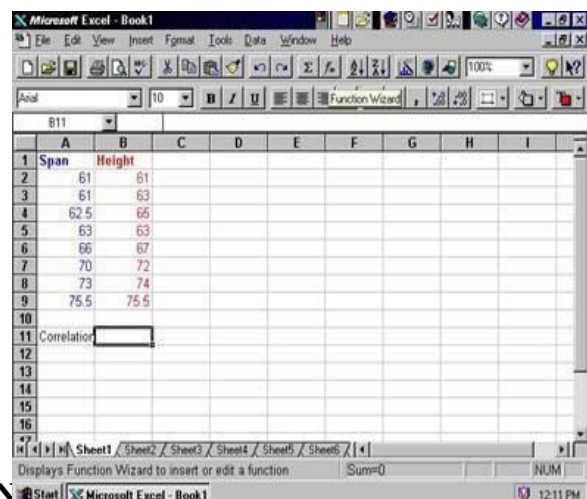 Microsoft Excel - Book1
File Edit View Insert Format Tools Data Window Help
100%
Arial 10 B I U Function Wizard
B11
A B C D E F G H I
1 Span Height
2 61 61
3 61 63
4 62.5 65
5 63 63
6 66 67
7 70 72
8 73 74
9 75.5 75.5
10
11 Correlation
12
13
14
15
16
17
Sheet1 Sheet2 Sheet3 Sheet4 Sheet5 Sheet6
Displays Function Wizard to insert or edit a function Sum=0 NUM
Start Microsoft Excel - Book1 12:11 PM